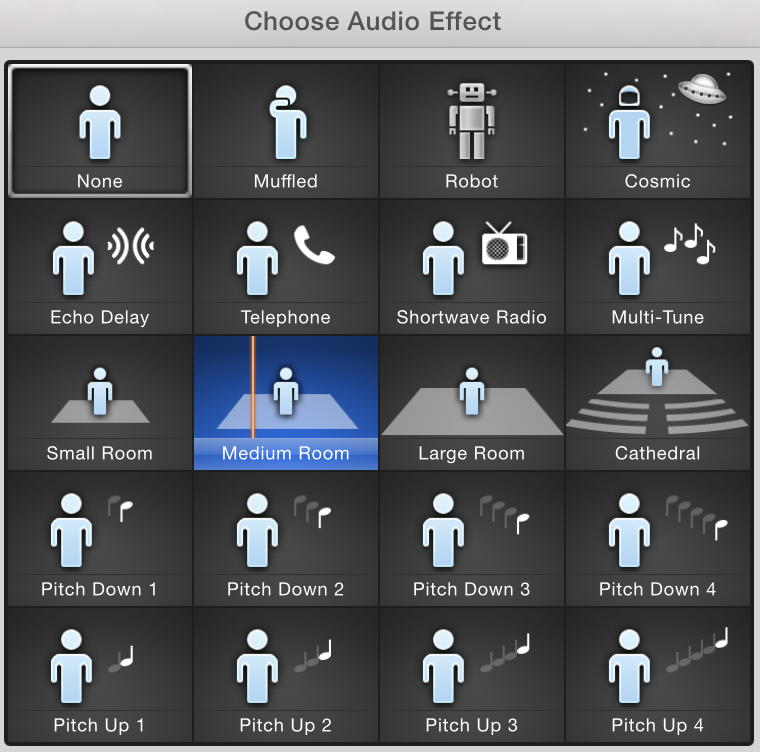 Choose Audio Effect
None
Muffled
Robot
Cosmic
Echo Delay
Telephone
Shortwave Radio
Multi-Tune
Small Room
Medium Room
Large Room
Cathedral
Pitch Down 1
Pitch Down 2
Pitch Down 3
Pitch Down 4
Pitch Up 1
Pitch Up 2
Pitch Up 3
Pitch Up 4